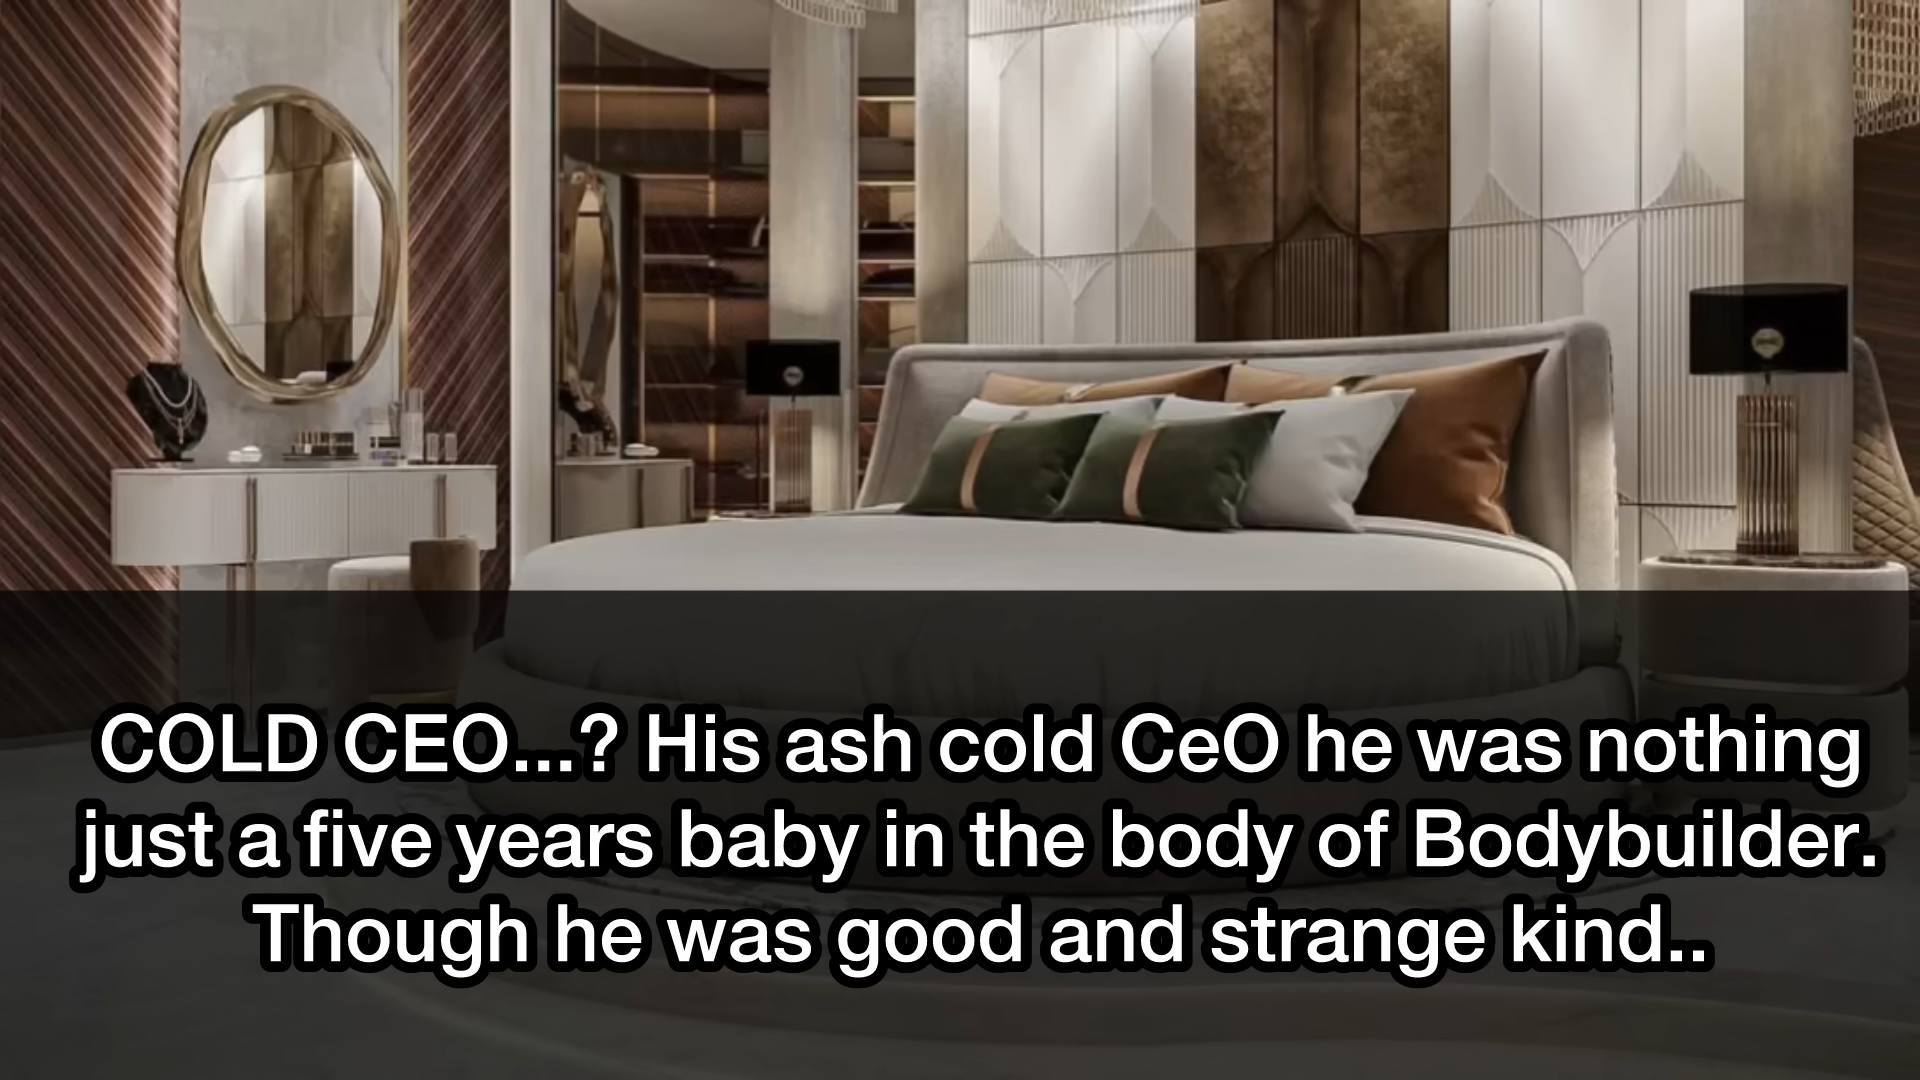 COLD CEO...? His ash cold CeO he was nothing
just a five years baby in the body of Bodybuilder.
Though he was good and strange kind..